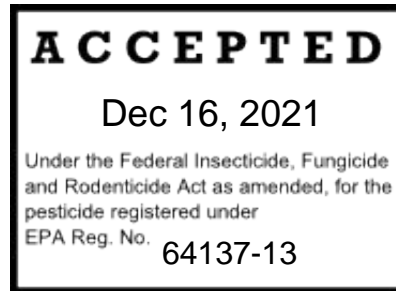 ACCEPTED
Dec 16, 2021
Under the Federal Insecticide, Fungicide
and Rodenticide Act as amended, for the
pesticide registered under
EPA Reg. No. 64137-13